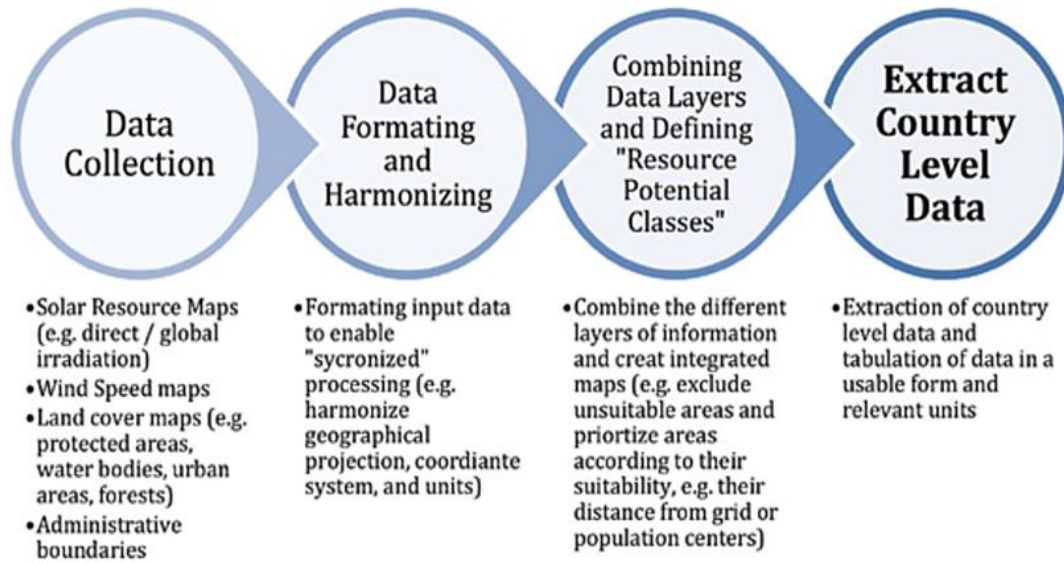 Data
Collection
Data
Formating
and
Harmonizing
Combining
Data Layers
and Defining
"Resource
Potential
Classes"
Extract
Country
Level
Data
•Solar Resource Maps
(e.g. direct / global
irradiation)
•Wind Speed maps
•Land cover maps (e.g.
protected areas,
water bodies, urban
areas, forests)
•Administrative
boundaries
•Formating input data
to enable
"sycronized"
processing (e.g.
harmonize
geographical
projection, coordiante
system, and units)
•Combine the different
layers of information
and creat integrated
maps (e.g. exclude
unsuitable areas and
priortize areas
according to their
suitability, e.g. their
distance from grid or
population centers)
•Extraction of country
level data and
tabulation of data in a
usable form and
relevant units